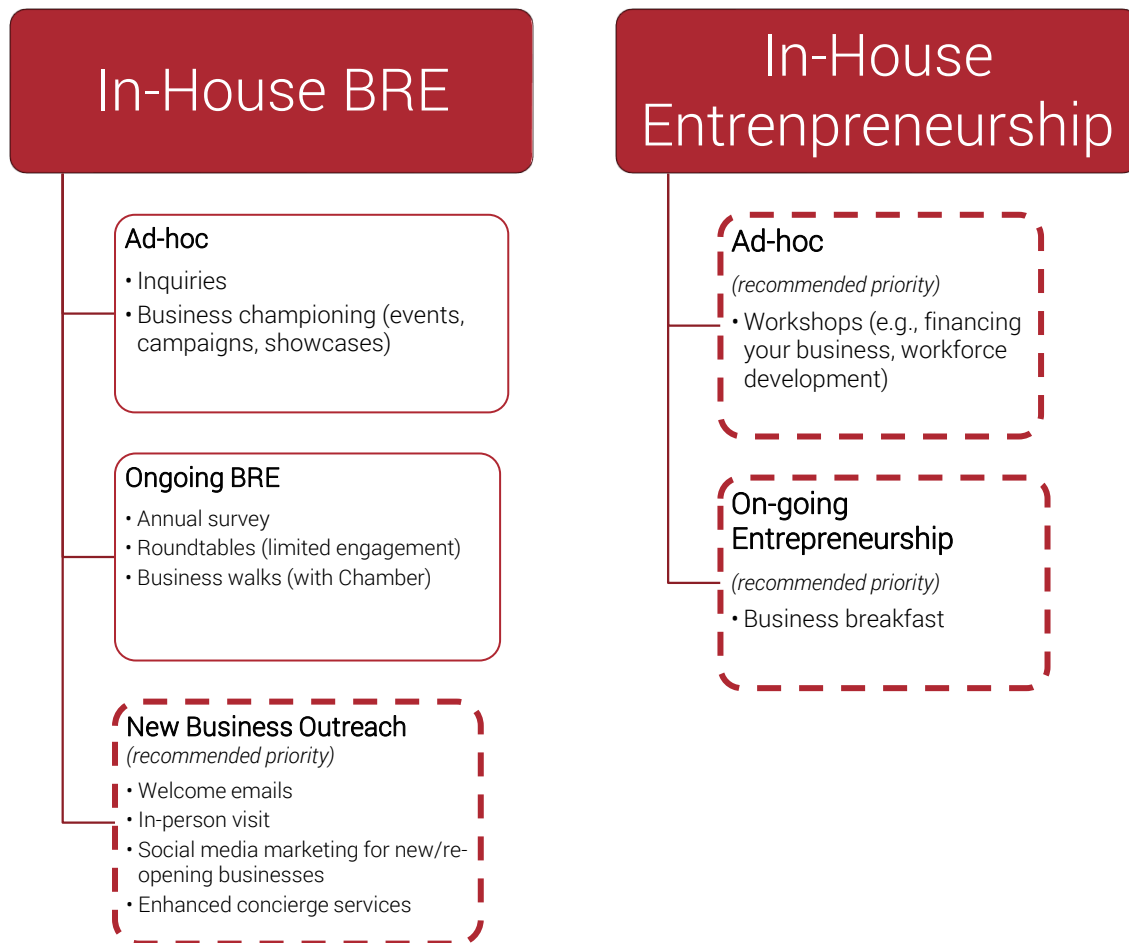 In-House BRE
Ad-hoc
• Inquiries
• Business championing (events,
campaigns, showcases)
Ongoing BRE
• Annual survey
• Roundtables (limited engagement)
• Business walks (with Chamber)
New Business Outreach
(recommended priority)
• Welcome emails
• In-person visit
• Social media marketing for new/re-
opening businesses
• Enhanced concierge services
In-House
Entrenpreneurship
Ad-hoc
(recommended priority)
• Workshops (e.g., financing
your business, workforce
development)
On-going
Entrepreneurship
(recommended priority)
• Business breakfast